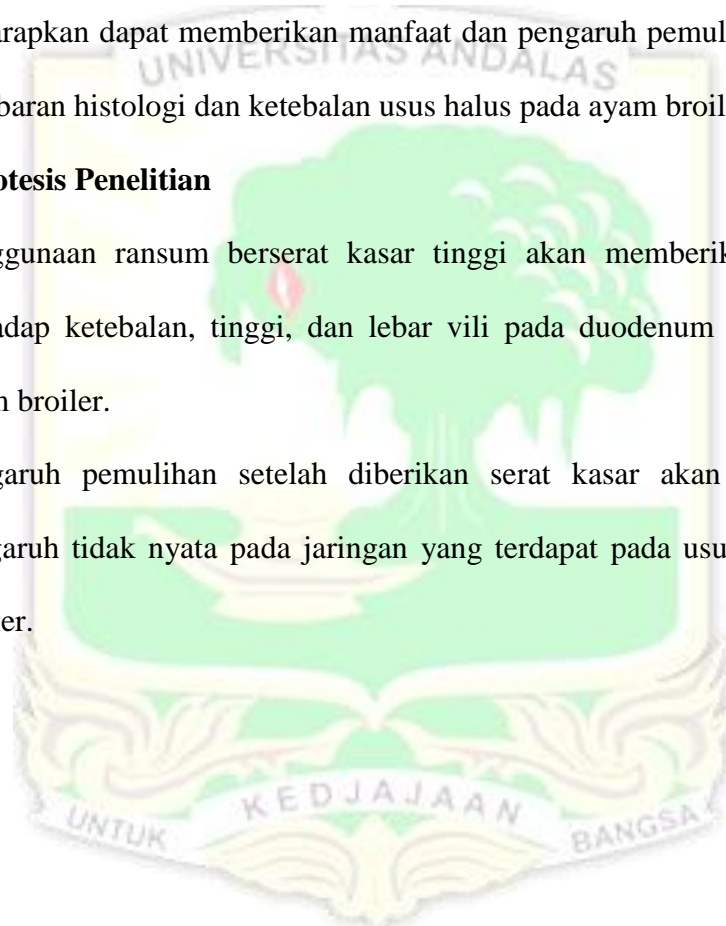 arapkan dapat memberikan manfaat dan pengaruh pemul
UNIVERSITAS ANDALAS
baran histologi dan ketebalan usus halus pada ayam broil
otesis Penelitian
ggunaan ransum berserat kasar tinggi akan memberik
adap ketebalan, tinggi, dan lebar vili pada duodenum
n broiler.
garuh pemulihan setelah diberikan serat kasar akan
garuh tidak nyata pada jaringan yang terdapat pada usu
ler.
UNTUK KEDJAJAAN BANGSA